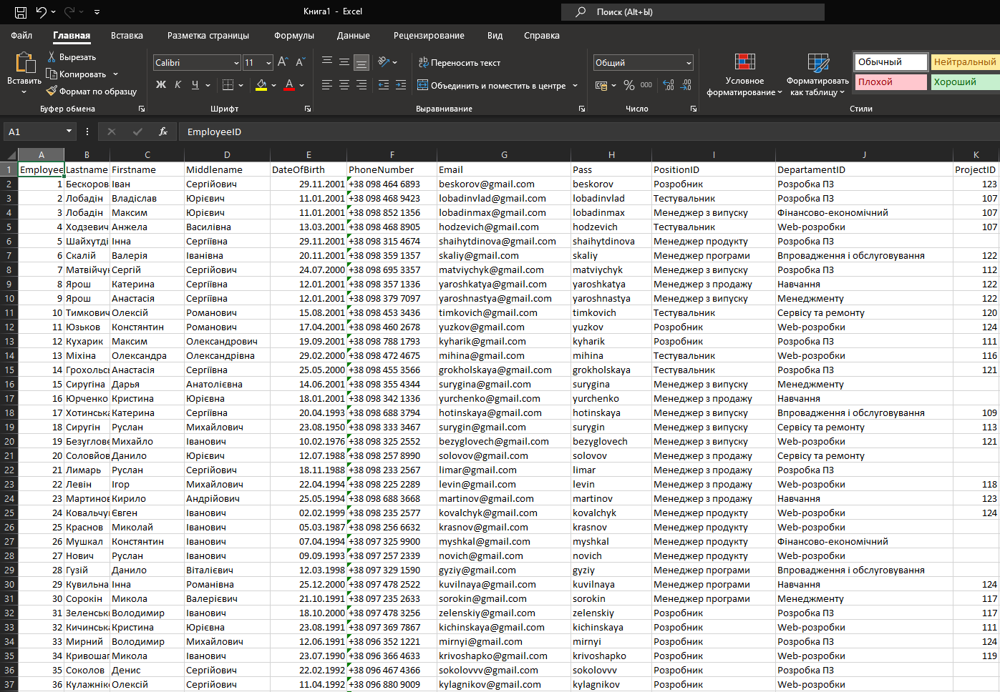 Книга1 - Excel
Поиск (Alt+Ы)
Файл Главная Вставка Разметка страницы Формулы Данные Рецензирование Вид Справка
Вставить
Вырезать
Копировать
Формат по образцу
Буфер обмена
Calibri 11
Ж К Ч А
Шрифт
Переносить текст
Объединить и поместить в центре
Выравнивание
Общий
% 000
Число
Условное форматирование
Форматировать как таблицу
Обычный Нейтральный
Плохой Хороший
Стили
A1 fx EmployeeID
A B C D E F G H I J K
1 Employee Lastname Firstname Middlename DateOfBirth PhoneNumber Email Pass PositionID DepartamentID ProjectID
2 1 Бескоров Іван Сергійович 29.11.2001 +38 098 464 6893 beskorov@gmail.com beskorov Розробник Розробка ПЗ 123
3 2 Лобадін Владіслав Юрієвич 11.01.2001 +38 098 468 9423 lobadinvlad@gmail.com lobadinvlad Тестувальник Розробка ПЗ 107
4 3 Лобадін Максим Юрієвич 11.01.2001 +38 098 852 1356 lobadinmax@gmail.com lobadinmax Менеджер з випуску Фінансово-економічний 107
5 4 Ходзевич Анжела Василівна 13.03.2001 +38 098 468 8905 hodzevich@gmail.com hodzevich Тестувальник Web-розробки 107
6 5 Шайхутді Інна Сергіївна 29.11.2001 +38 098 315 4674 shaihytdinova@gmail.com shaihytdinova Менеджер продукту Розробка ПЗ
7 6 Скалій Валерія Іванівна 20.11.2001 +38 098 359 1357 skaliy@gmail.com skaliy Менеджер програми Впровадження і обслуговування 122
8 7 Матвійчук Сергій Сергійович 24.07.2000 +38 098 695 3357 matviychyk@gmail.com matviychyk Менеджер з випуску Розробка ПЗ 112
9 8 Ярош Катерина Сергіївна 12.01.2001 +38 098 357 1336 yaroshkatya@gmail.com yaroshkatya Менеджер з продажу Навчання 122
10 9 Ярош Анастасія Сергіївна 12.01.2001 +38 098 379 7097 yaroshnastya@gmail.com yaroshnastya Менеджер з випуску Менеджменту 122
11 10 Тимкович Олексій Романович 15.08.2001 +38 098 453 3436 timkovich@gmail.com timkovich Тестувальник Сервісу та ремонту 120
12 11 Юзьков Констянтин Романович 17.04.2001 +38 098 460 2678 yuzkov@gmail.com yuzkov Розробник Web-розробки 124
13 12 Кухарик Максим Олександрович 19.09.2001 +38 098 788 1793 kyharik@gmail.com kyharik Розробник Розробка ПЗ 111
14 13 Міхіна Олександра Олександрівна 29.02.2000 +38 098 472 4675 mihina@gmail.com mihina Тестувальник Web-розробки 116
15 14 Грохольсь Анастасія Сергіївна 25.05.2000 +38 098 455 3566 grokholskaya@gmail.com grokholskaya Тестувальник Розробка ПЗ 121
16 15 Сиругіна Дарья Анатолієвна 14.06.2001 +38 098 355 4344 surygina@gmail.com surygina Менеджер з випуску Менеджменту
17 16 Юрченко Кристина Юрієвна 18.01.2001 +38 098 342 1336 yurchenko@gmail.com yurchenko Менеджер з продажу Навчання
18 17 Хотинська Катерина Сергіївна 20.04.1993 +38 098 688 3794 hotinskaya@gmail.com hotinskaya Менеджер з випуску Впровадження і обслуговування 109
19 18 Сиругін Руслан Михайлович 23.08.1950 +38 098 333 3467 surygin@gmail.com surygin Менеджер з випуску Сервісу та ремонту 113
20 19 Безуглове Михайло Іванович 10.02.1976 +38 098 325 2552 bezyglovech@gmail.com bezyglovech Менеджер з випуску Web-розробки 121
21 20 Соловйов Данило Юрієвич 12.07.1988 +38 098 257 8990 solovov@gmail.com solovov Менеджер з продажу Сервісу та ремонту
22 21 Лимарь Руслан Сергійович 18.11.1988 +38 098 233 2567 limar@gmail.com limar Менеджер з продажу Розробка ПЗ
23 22 Левін Ігор Михайлович 22.04.1994 +38 098 225 2289 levin@gmail.com levin Менеджер з продажу Web-розробки 118
24 23 Мартинов Кирило Андрійович 25.05.1994 +38 098 688 3668 martinov@gmail.com martinov Менеджер з продажу Навчання 123
25 24 Ковальчу Євген Іванович 02.02.1999 +38 098 235 2577 kovalchyk@gmail.com kovalchyk Менеджер продукту Web-розробки 124
26 25 Краснов Миколай Іванович 05.03.1987 +38 098 256 6632 krasnov@gmail.com krasnov Менеджер продукту Web-розробки
27 26 Мушкал Констянтин Іванович 07.04.1994 +38 097 325 9900 myshkal@gmail.com myshkal Менеджер продукту Фінансово-економічний
28 27 Нович Руслан Іванович 09.09.1993 +38 097 257 2339 novich@gmail.com novich Менеджер продукту Web-розробки
29 28 Гузій Данило Віталієвич 12.03.1998 +38 097 329 1590 gyziy@gmail.com gyziy Менеджер програми Впровадження і обслуговування
30 29 Кувильна Інна Романівна 25.12.2000 +38 097 478 2522 kuvilnaya@gmail.com kuvilnaya Менеджер програми Навчання 124
31 30 Сорокін Микола Валерієвич 21.10.1991 +38 097 235 2633 sorokin@gmail.com sorokin Менеджер програми Менеджменту 117
32 31 Зеленськ Володимир Іванович 18.10.2000 +38 097 478 3256 zelenskiy@gmail.com zelenskiy Розробник Розробка ПЗ 117
33 32 Кичинська Кристина Юрієвна 23.08.1991 +38 097 369 7867 kichinskaya@gmail.com kichinskaya Розробник Web-розробки 111
34 33 Мирний Володимир Михайлович 12.06.1991 +38 096 352 1221 mirnyi@gmail.com mirnyi Розробник Розробка ПЗ 124
35 34 Кривошап Микола Іванович 23.07.1990 +38 096 366 4633 krivoshapko@gmail.com krivoshapko Розробник Web-розробки 119
36 35 Соколов Денис Сергійович 22.02.1992 +38 096 467 4366 sokolovvv@gmail.com sokolovvv Розробник Розробка ПЗ
37 36 Кулажнік Олексій Сергійович 11.04.1992 +38 096 880 9009 kylagnikov@gmail.com kylagnikov Розробник Web-розробки